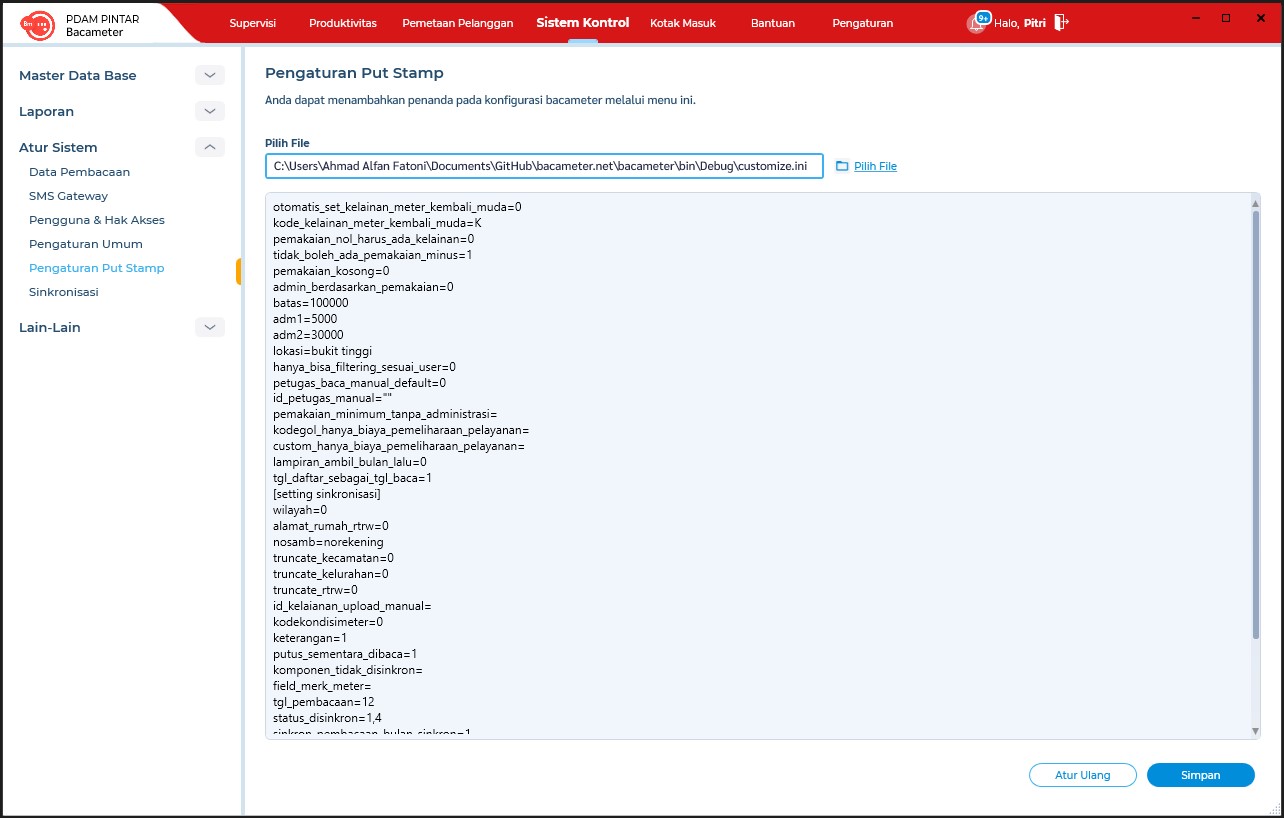 PDAM PINTAR
Bacameter
Supervisi
Produktivitas
Pemetaan Pelanggan
Sistem Kontrol
Kotak Masuk
Bantuan
Pengaturan
9+
Halo, Pitri
Master Data Base
Laporan
Atur Sistem
Data Pembacaan
SMS Gateway
Pengguna & Hak Akses
Pengaturan Umum
Pengaturan Put Stamp
Sinkronisasi
Lain-Lain
Pengaturan Put Stamp
Anda dapat menambahkan penanda pada konfigurasi bacameter melalui menu ini.
Pilih File
C:\Users\Ahmad Alfan Fatoni\Documents\GitHub\bacameter.net\bacameter\bin\Debug\customize.ini
Pilih File
otomatis_set_kelainan_meter_kembali_muda=0
kode_kelainan_meter_kembali_muda=K
pemakaian_nol_harus_ada_kelainan=0
tidak_boleh_ada_pemakaian_minus=1
pemakaian_kosong=0
admin_berdasarkan_pemakaian=0
batas=100000
adm1=5000
adm2=30000
lokasi=bukit tinggi
hanya_bisa_filtering_sesuai_user=0
petugas_baca_manual_default=0
id_petugas_manual=""
pemakaian_minimum_tanpa_administrasi=
kodegol_hanya_biaya_pemeliharaan_pelayanan=
custom_hanya_biaya_pemeliharaan_pelayanan=
lampiran_ambil_bulan_lalu=0
tgl_daftar_sebagai_tgl_baca=1
[setting sinkronisasi]
wilayah=0
alamat_rumah_rtrw=0
nosamb=norekening
truncate_kecamatan=0
truncate_kelurahan=0
truncate_rtrw=0
id_kelaianan_upload_manual=
kodekondisimeter=0
keterangan=1
putus_sementara_dibaca=1
komponen_tidak_disinkron=
field_merk_meter=
tgl_pembacaan=12
status_disinkron=1,4
sinkron_pembacaan_bulan_sinkron=1
Atur Ulang
Simpan